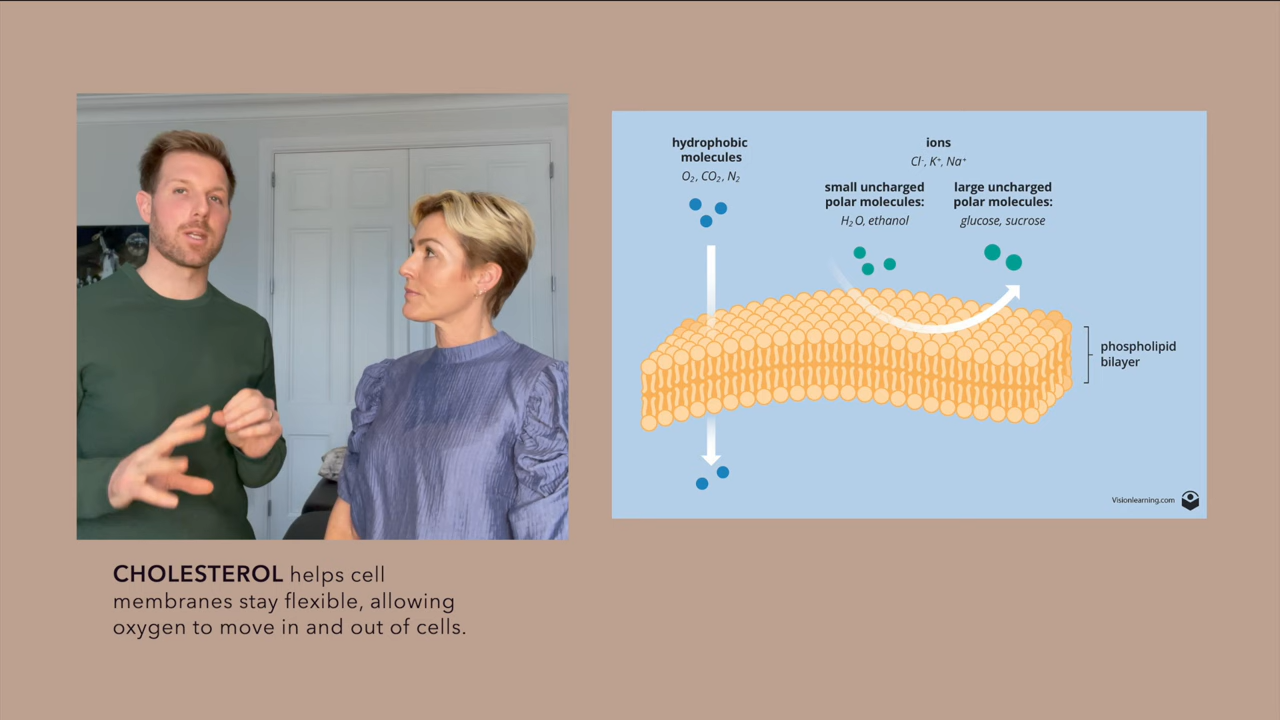 CHOLESTEROL helps cell
membranes stay flexible, allowing
oxygen to move in and out of cells.
hydrophobic
molecules
O₂, CO₂, N₂
ions
Cl⁻, K⁺, Na⁺
small uncharged
polar molecules:
H₂O, ethanol
large uncharged
polar molecules:
glucose, sucrose
phospholipid
bilayer
Visionlearning.com